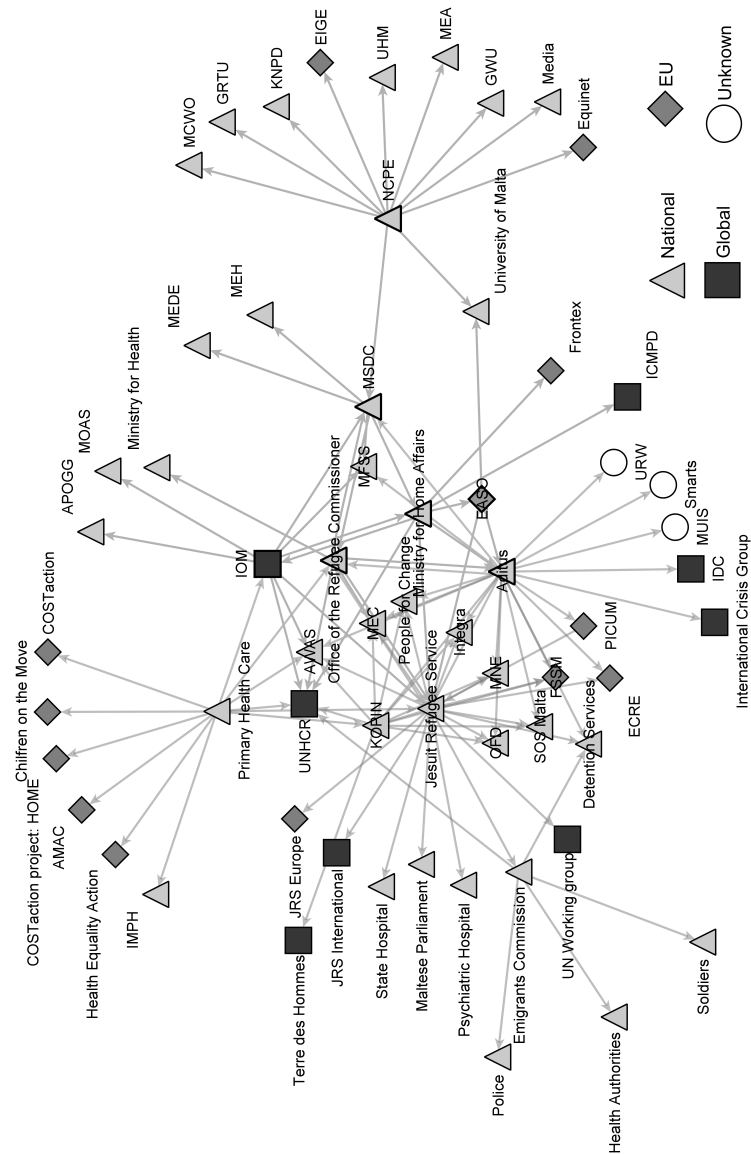 MCWO
GRTU
KNPD
EIGE
UHM
MEA
GWU
Media
Equinet
EU
Unknown
NCPE
University of Malta
National
Global
MEDE
MEH
MSDC
Frontex
ICMPD
APOGG
MOAS
Ministry for Health
MFSS
Ministry for Home Affairs
EASO
URW
Smarts
MUIS
IDC
International Crisis Group
IOM
Office of the Refugee Commissioner
People for Change
Aditus
MEC
Integra
PICUM
COSTaction
Chilfren on the Move
COSTaction project: HOME
AMAC
Health Equality Action
IMPH
Primary Health Care
AWAS
UNHCR
KOPIN
Jesuit Refugee Service
MNE
FSSM
ECRE
OFD
SOS Malta
Detention Services
JRS Europe
Terre des Hommes
JRS International
State Hospital
Maltese Parliament
Psychiatric Hospital
Emigrants Commission
UN Working group
Police
Health Authorities
Soldiers